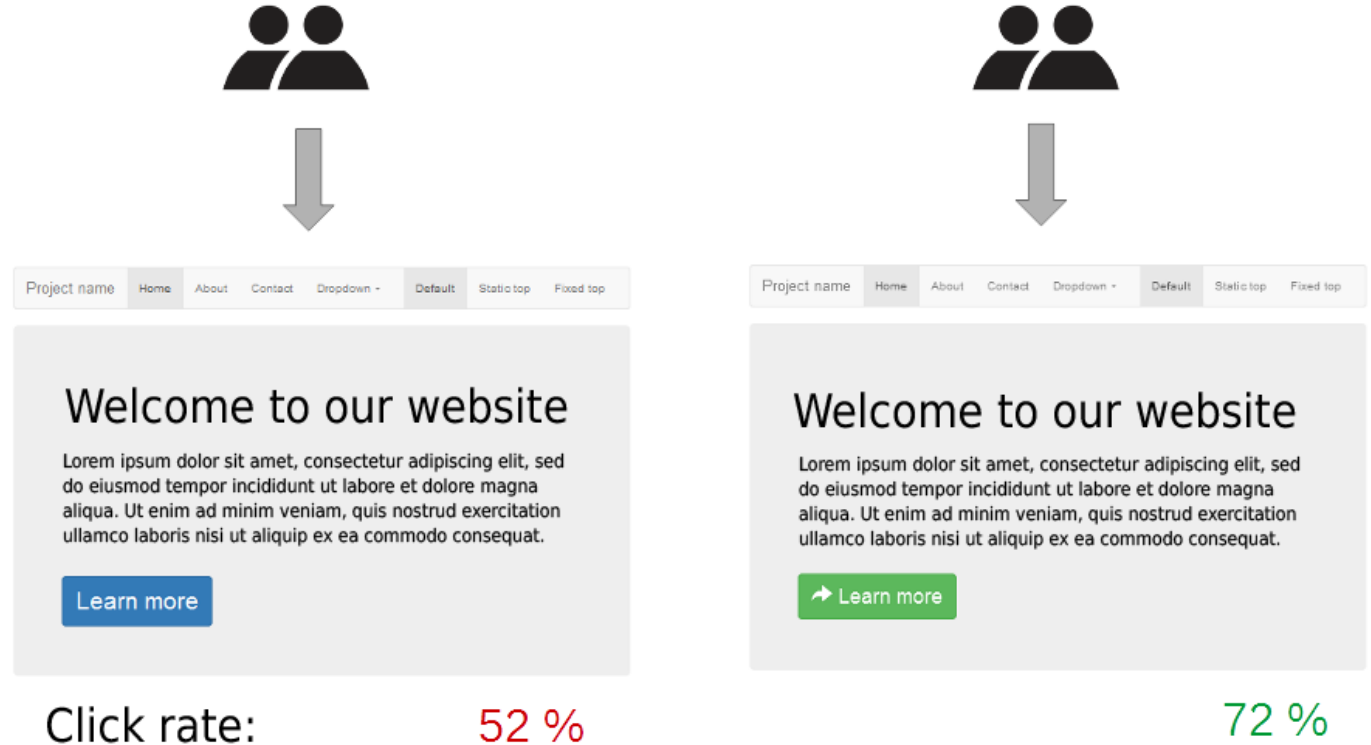 Project name Home About Contact Dropdown Default Static top Fixed top
Welcome to our website
Lorem ipsum dolor sit amet, consectetur adipiscing elit, sed
do eiusmod tempor incididunt ut labore et dolore magna
aliqua. Ut enim ad minim veniam, quis nostrud exercitation
ullamco laboris nisi ut aliquip ex ea commodo consequat.
Learn more
Click rate: 52 %
Project name Home About Contact Dropdown Default Static top Fixed top
Welcome to our website
Lorem ipsum dolor sit amet, consectetur adipiscing elit, sed
do eiusmod tempor incididunt ut labore et dolore magna
aliqua. Ut enim ad minim veniam, quis nostrud exercitation
ullamco laboris nisi ut aliquip ex ea commodo consequat.
Learn more
72 %